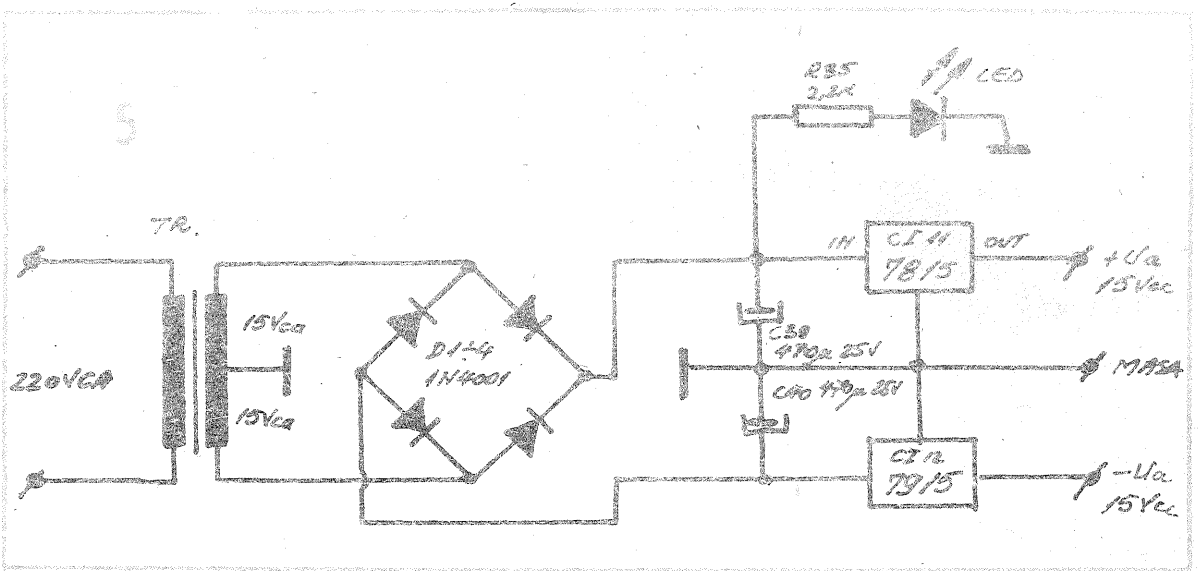 5
R35
2,2K
LED
TR.
IN
CI 11
7815
OUT
+Ua
15Vcc
15Vca
220VCA
15Vca
D1÷4
1N4001
C39
470µ 25V
C40 470µ 25V
MASA
CI 12
7915
-Ua
15Vcc